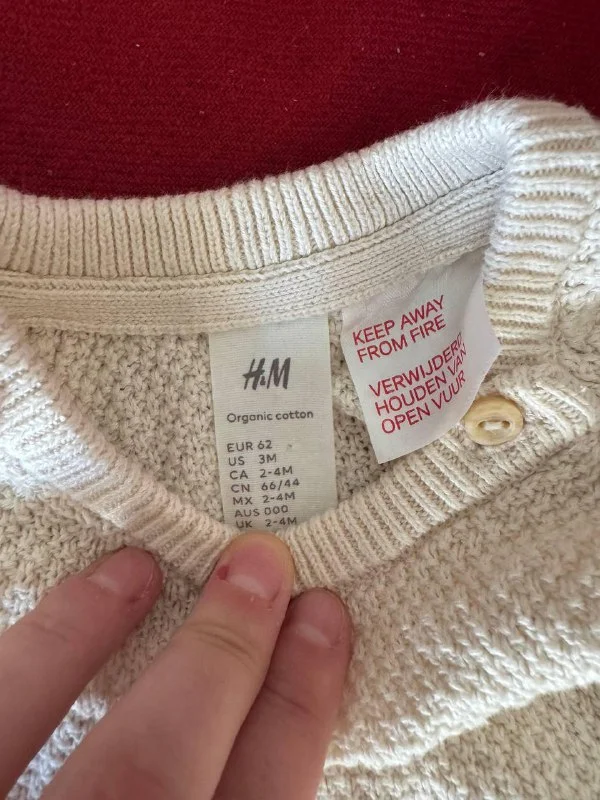 H&M
Organic cotton
EUR 62
US 3M
CA 2-4M
CN 66/44
MX 2-4M
AUS 000
UK 2-4M
KEEP AWAY
FROM FIRE
VERWIJDERD
HOUDEN VAN
OPEN VUUR